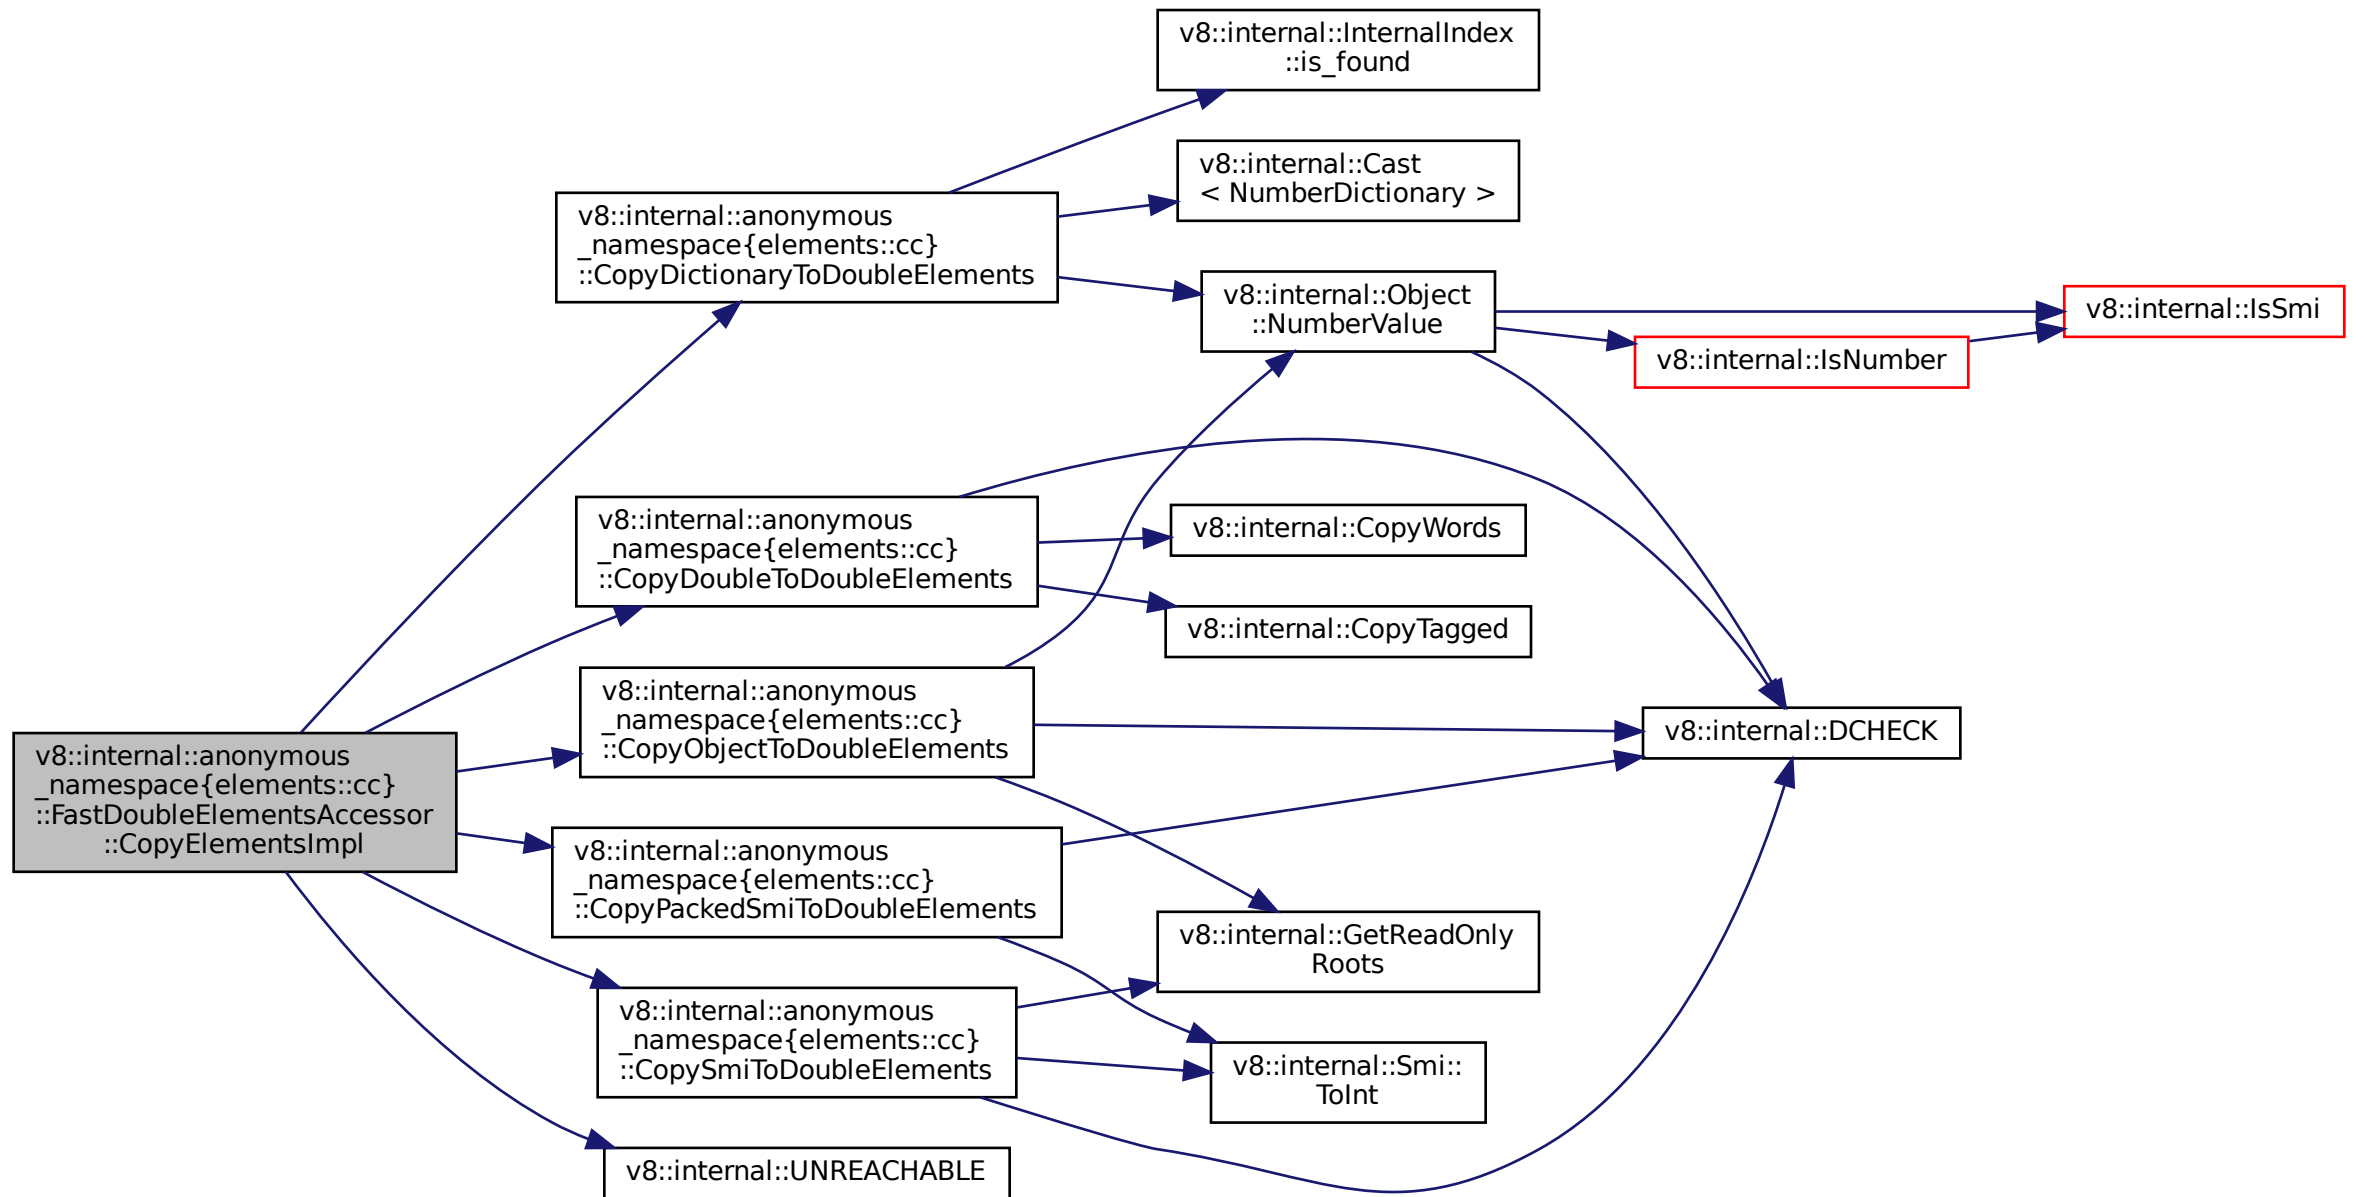 v8::internal::InternalIndex
::is_found
v8::internal::Cast
< NumberDictionary >
v8::internal::anonymous
_namespace{elements::cc}
::CopyDictionaryToDoubleElements
v8::internal::Object
::NumberValue
v8::internal::IsSmi
v8::internal::IsNumber
v8::internal::anonymous
_namespace{elements::cc}
::CopyDoubleToDoubleElements
v8::internal::CopyWords
v8::internal::CopyTagged
v8::internal::anonymous
_namespace{elements::cc}
::CopyObjectToDoubleElements
v8::internal::DCHECK
v8::internal::anonymous
_namespace{elements::cc}
::FastDoubleElementsAccessor
::CopyElementsImpl
v8::internal::anonymous
_namespace{elements::cc}
::CopyPackedSmiToDoubleElements
v8::internal::GetReadOnly
Roots
v8::internal::anonymous
_namespace{elements::cc}
::CopySmiToDoubleElements
v8::internal::Smi::
ToInt
v8::internal::UNREACHABLE